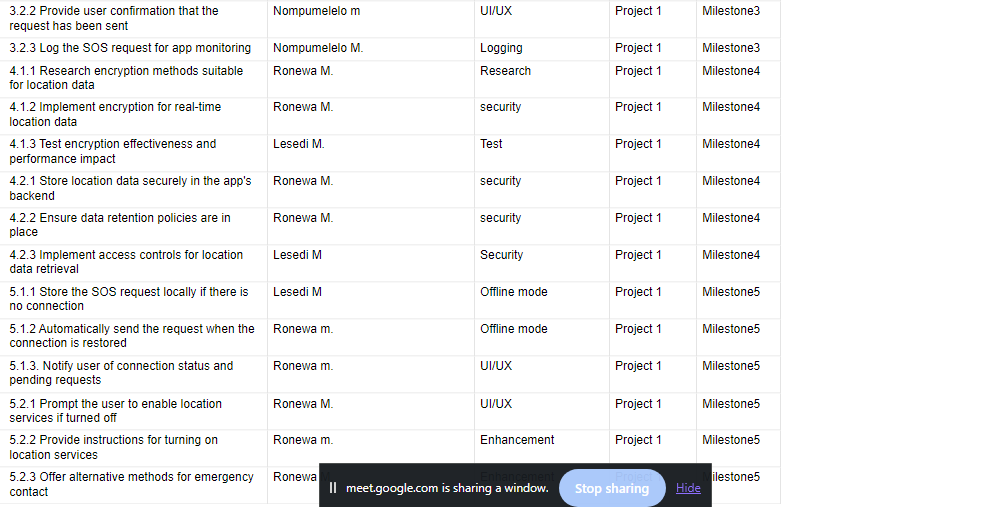 3.2.2 Provide user confirmation that the Nompumelelo m UI/UX Project 1 Milestone3
request has been sent
3.2.3 Log the SOS request for app monitoring Nompumelelo M. Logging Project 1 Milestone3
4.1.1 Research encryption methods suitable Ronewa M. Research Project 1 Milestone4
for location data
4.1.2 Implement encryption for real-time Ronewa M. security Project 1 Milestone4
location data
4.1.3 Test encryption effectiveness and Lesedi M. Test Project 1 Milestone4
performance impact
4.2.1 Store location data securely in the app's Ronewa M. security Project 1 Milestone4
backend
4.2.2 Ensure data retention policies are in Ronewa M. security Project 1 Milestone4
place
4.2.3 Implement access controls for location Lesedi M Security Project 1 Milestone4
data retrieval
5.1.1 Store the SOS request locally if there is Lesedi M Offline mode Project 1 Milestone5
no connection
5.1.2 Automatically send the request when the Ronewa m. Offline mode Project 1 Milestone5
connection is restored
5.1.3. Notify user of connection status and Ronewa m. UI/UX Project 1 Milestone5
pending requests
5.2.1 Prompt the user to enable location Ronewa M. UI/UX Project 1 Milestone5
services if turned off
5.2.2 Provide instructions for turning on Ronewa m. Enhancement Project 1 Milestone5
location services
5.2.3 Offer alternative methods for emergency Ronewa ilestone5
contact
meet.google.com is sharing a window. Stop sharing Hide